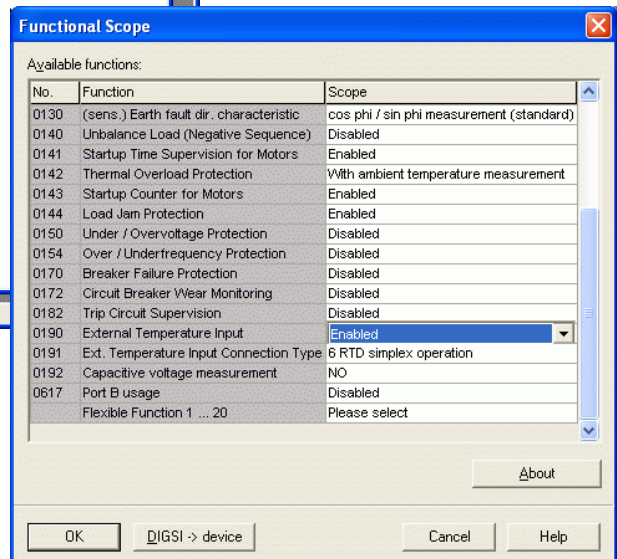 Functional Scope
Available functions:
No. Function Scope
0130 (sens.) Earth fault dir. characteristic cos phi / sin phi measurement (standard)
0140 Unbalance Load (Negative Sequence) Disabled
0141 Startup Time Supervision for Motors Enabled
0142 Thermal Overload Protection With ambient temperature measurement
0143 Startup Counter for Motors Enabled
0144 Load Jam Protection Enabled
0150 Under / Overvoltage Protection Disabled
0154 Over / Underfrequency Protection Disabled
0170 Breaker Failure Protection Disabled
0172 Circuit Breaker Wear Monitoring Disabled
0182 Trip Circuit Supervision Disabled
0190 External Temperature Input Enabled
0191 Ext. Temperature Input Connection Type 6 RTD simplex operation
0192 Capacitive voltage measurement NO
0617 Port B usage Disabled
Flexible Function 1 ... 20 Please select
About
OK DIGSI -> device Cancel Help